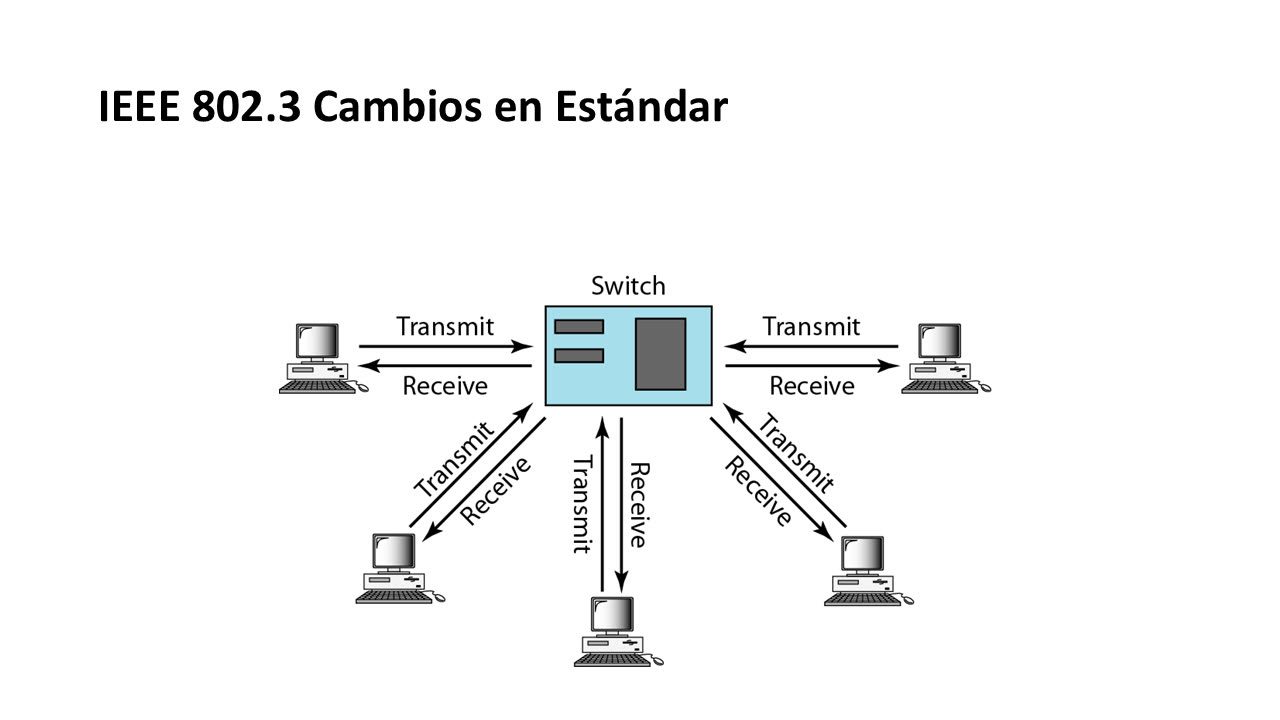 IEEE 802.3 Cambios en Estándar
Switch
Transmit
Receive
Transmit
Receive
Transmit
Receive
Transmit
Receive
Transmit
Receive